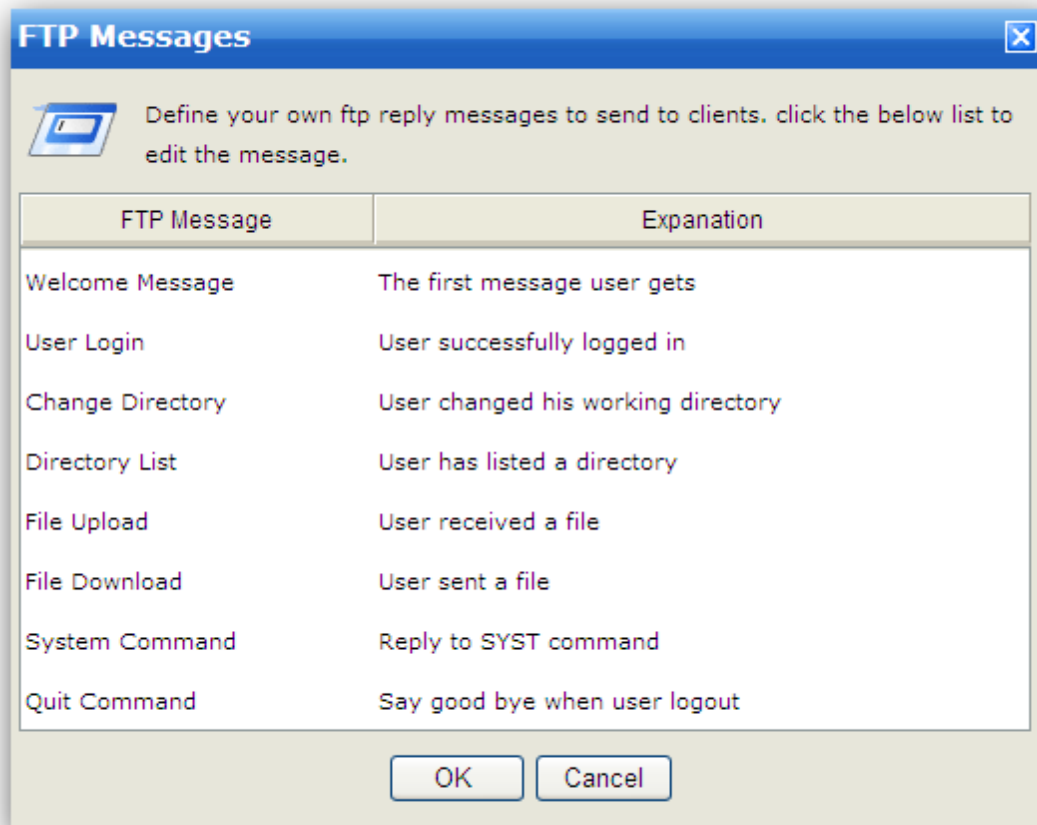 FTP Messages
Define your own ftp reply messages to send to clients. click the below list to
edit the message.
FTP Message Expanation
Welcome Message The first message user gets
User Login User successfully logged in
Change Directory User changed his working directory
Directory List User has listed a directory
File Upload User received a file
File Download User sent a file
System Command Reply to SYST command
Quit Command Say good bye when user logout
OK Cancel